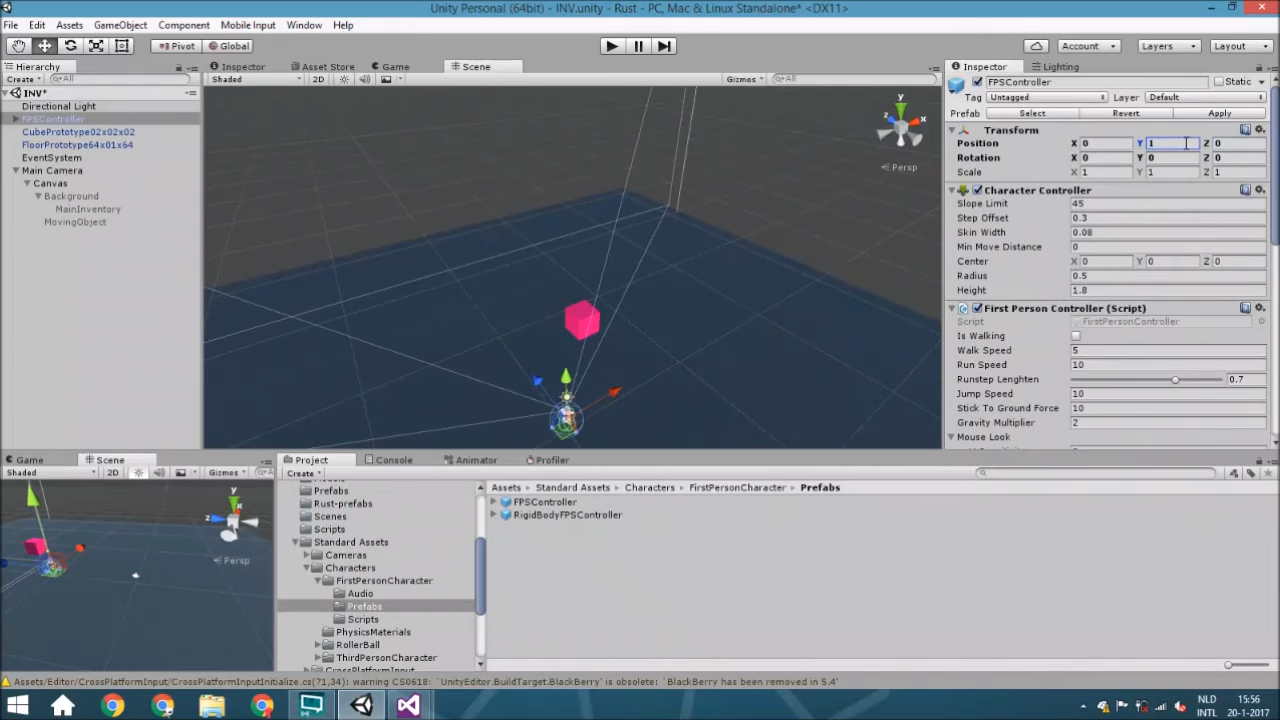 Unity Personal (64bit) - INV.unity - Rust - PC, Mac & Linux Standalone* <DX11>
File Edit Assets GameObject Component Mobile Input Window Help
Pivot Global Account Layers Layout
Hierarchy Inspector Asset Store Game Scene Inspector Lighting
Create All Shaded 2D Gizmos All FPSController Static
INV*
Tag Untagged Layer Default
Directional Light
Prefab Select Revert Apply
FPSController
Transform
CubePrototype02x02x02
Position X 0 Y 1 Z 0
FloorPrototype64x01x64
Rotation X 0 Y 0 Z 0
EventSystem
Scale X 1 Y 1 Z 1
Main Camera
Canvas
Character Controller
Background
Slope Limit 45
MainInventory
Step Offset 0.3
MovingObject
Skin Width 0.08
Min Move Distance 0
Center X 0 Y 0 Z 0
Radius 0.5
Height 1.8
First Person Controller (Script)
Script FirstPersonController
Is Walking
Walk Speed 5
Run Speed 10
Runstep Lenghten 0.7
Jump Speed 10
Stick To Ground Force 10
Gravity Multiplier 2
Mouse Look
y
x
z
Persp
Game Scene Project Console Animator Profiler
Shaded 2D Gizmos Create
Prefabs
Rust-prefabs
Scenes
Scripts
Standard Assets
Cameras
Characters
FirstPersonCharacter
Audio
Prefabs
Scripts
PhysicsMaterials
RollerBall
ThirdPersonCharacter
CrossPlatformInput
Assets Standard Assets Characters FirstPersonCharacter Prefabs
FPSController
RigidBodyFPSController
y
z
Persp
Assets/Editor/CrossPlatformInput/CrossPlatformInputInitialize.cs(71,34): warning CS0618: `UnityEditor.BuildTarget.BlackBerry' is obsolete: `BlackBerry has been removed in 5.4'
NLD 15:56
INTL 20-1-2017